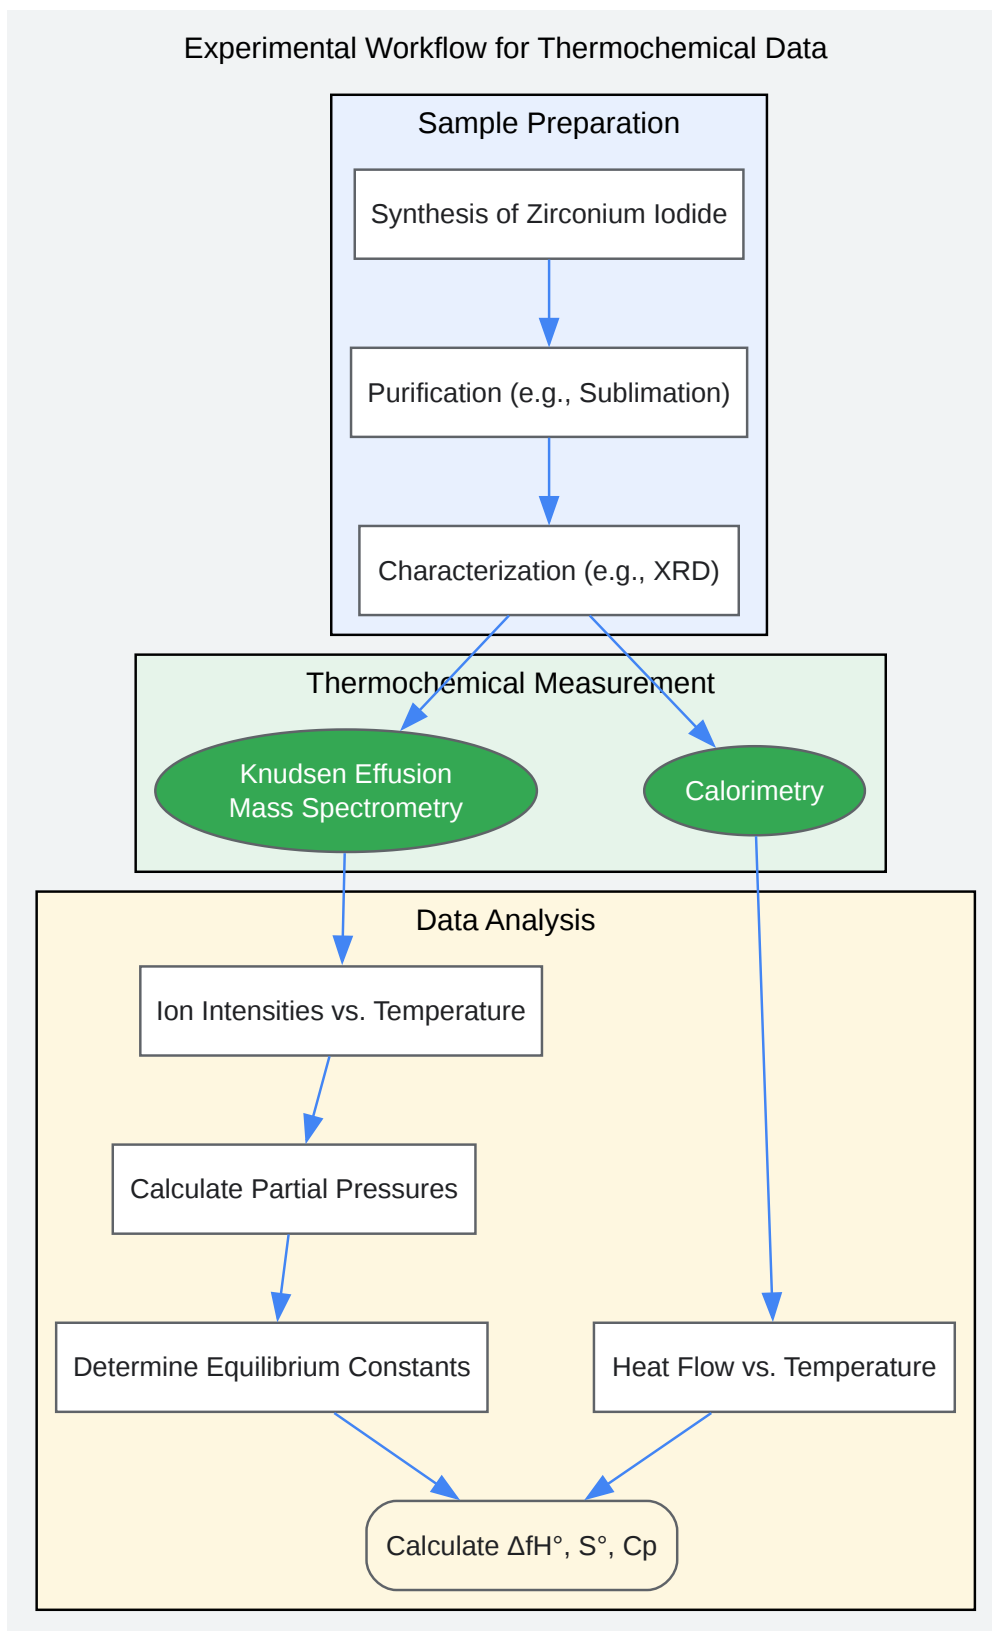 Experimental Workflow for Thermochemical Data
Sample Preparation
Synthesis of Zirconium Iodide
Purification (e.g., Sublimation)
Characterization (e.g., XRD)
Thermochemical Measurement
Knudsen Effusion
Mass Spectrometry
Calorimetry
Data Analysis
Ion Intensities vs. Temperature
Calculate Partial Pressures
Determine Equilibrium Constants
Heat Flow vs. Temperature
Calculate ΔfH°, S°, Cp